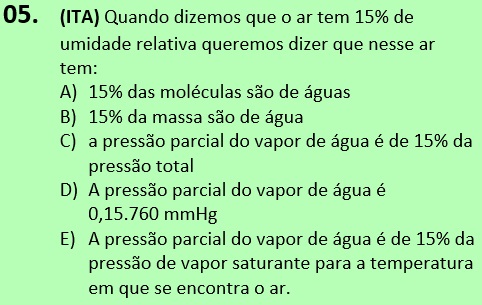 05. (ITA) Quando dizemos que o ar tem 15% de
umidade relativa queremos dizer que nesse ar
tem:
A) 15% das moléculas são de águas
B) 15% da massa são de água
C) a pressão parcial do vapor de água é de 15% da
pressão total
D) A pressão parcial do vapor de água é
0,15.760 mmHg
E) A pressão parcial do vapor de água é de 15% da
pressão de vapor saturante para a temperatura
em que se encontra o ar.